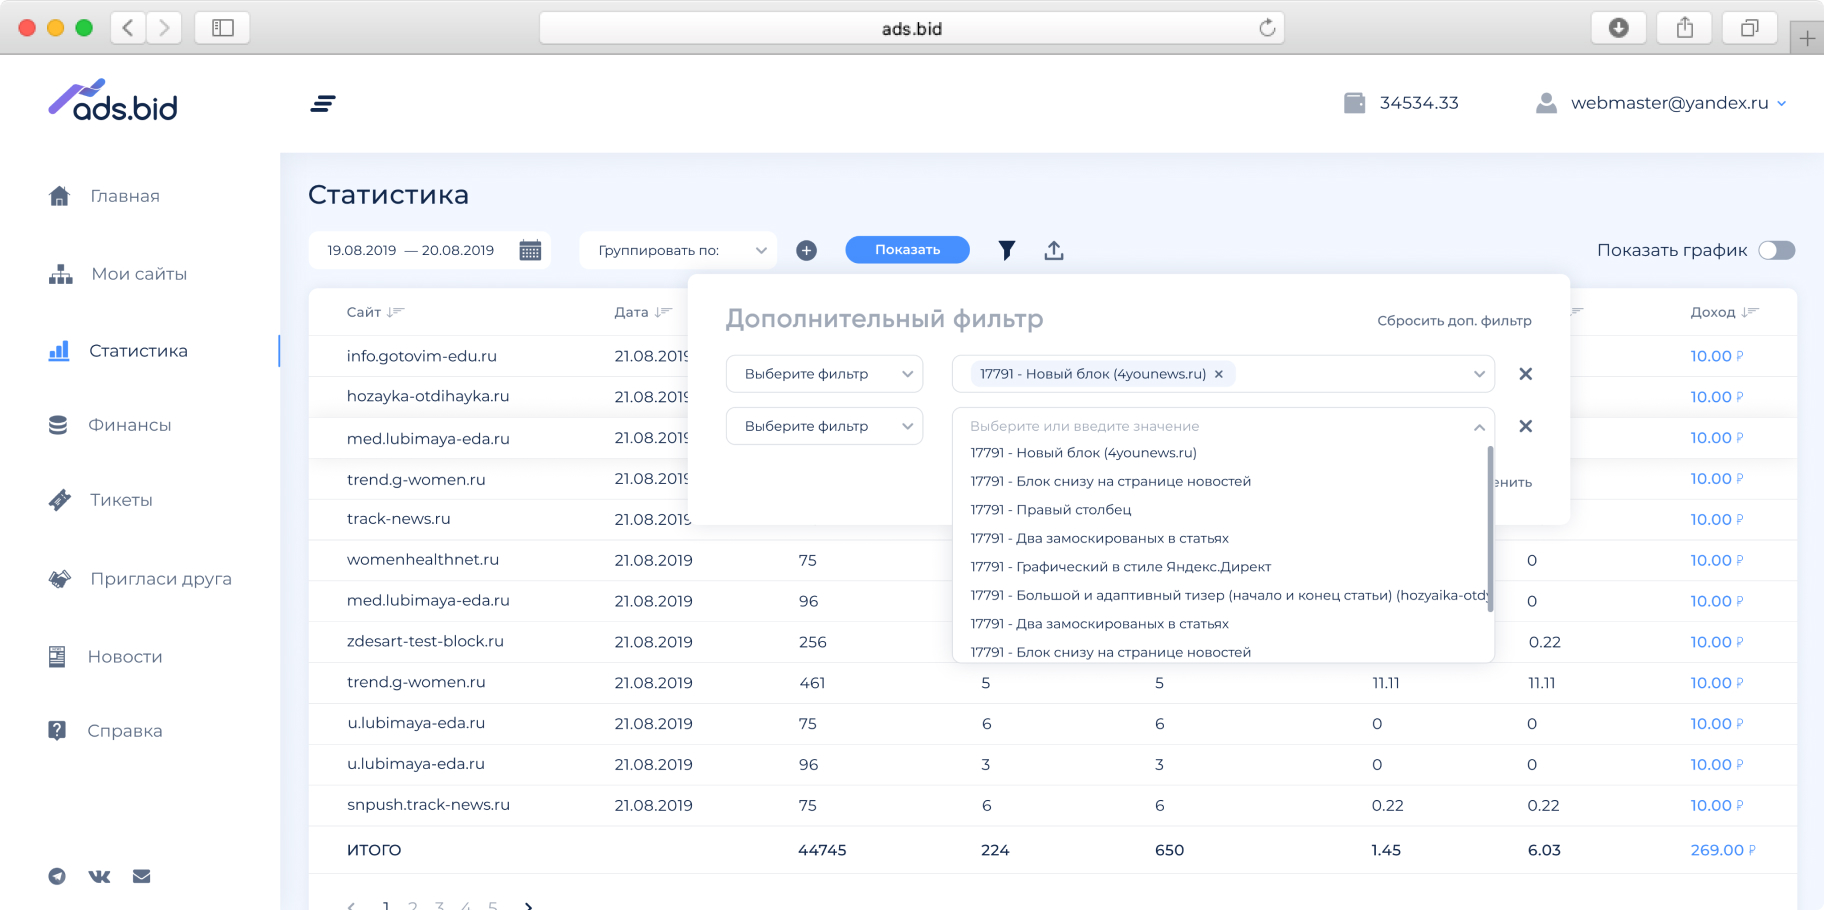 ads.bid
ads.bid
34534.33
webmaster@yandex.ru
Главная
Мои сайты
Статистика
Финансы
Тикеты
Пригласи друга
Новости
Справка
Статистика
19.08.2019 — 20.08.2019
Группировать по:
Показать
Показать график
Сайт
Дата
Доход
Дополнительный фильтр
Сбросить доп. фильтр
Выберите фильтр
17791 - Новый блок (4younews.ru)
Выберите фильтр
Выберите или введите значение
17791 - Новый блок (4younews.ru)
17791 - Блок снизу на странице новостей
17791 - Правый столбец
17791 - Два замоскированых в статьях
17791 - Графический в стиле Яндекс.Директ
17791 - Большой и адаптивный тизер (начало и конец статьи) (hozyaika-otdy
17791 - Два замоскированых в статьях
17791 - Блок снизу на странице новостей
енить
info.gotovim-edu.ru 21.08.2019 10.00 ₽
hozayka-otdihayka.ru 21.08.2019 10.00 ₽
med.lubimaya-eda.ru 21.08.2019 10.00 ₽
trend.g-women.ru 21.08.2019 10.00 ₽
track-news.ru 21.08.2019 10.00 ₽
womenhealthnet.ru 21.08.2019 75 0 10.00 ₽
med.lubimaya-eda.ru 21.08.2019 96 0 10.00 ₽
zdesart-test-block.ru 21.08.2019 256 0.22 10.00 ₽
trend.g-women.ru 21.08.2019 461 5 5 11.11 11.11 10.00 ₽
u.lubimaya-eda.ru 21.08.2019 75 6 6 0 0 10.00 ₽
u.lubimaya-eda.ru 21.08.2019 96 3 3 0 0 10.00 ₽
snpush.track-news.ru 21.08.2019 75 6 6 0.22 0.22 10.00 ₽
ИТОГО 44745 224 650 1.45 6.03 269.00 ₽
1 2 3 4 5